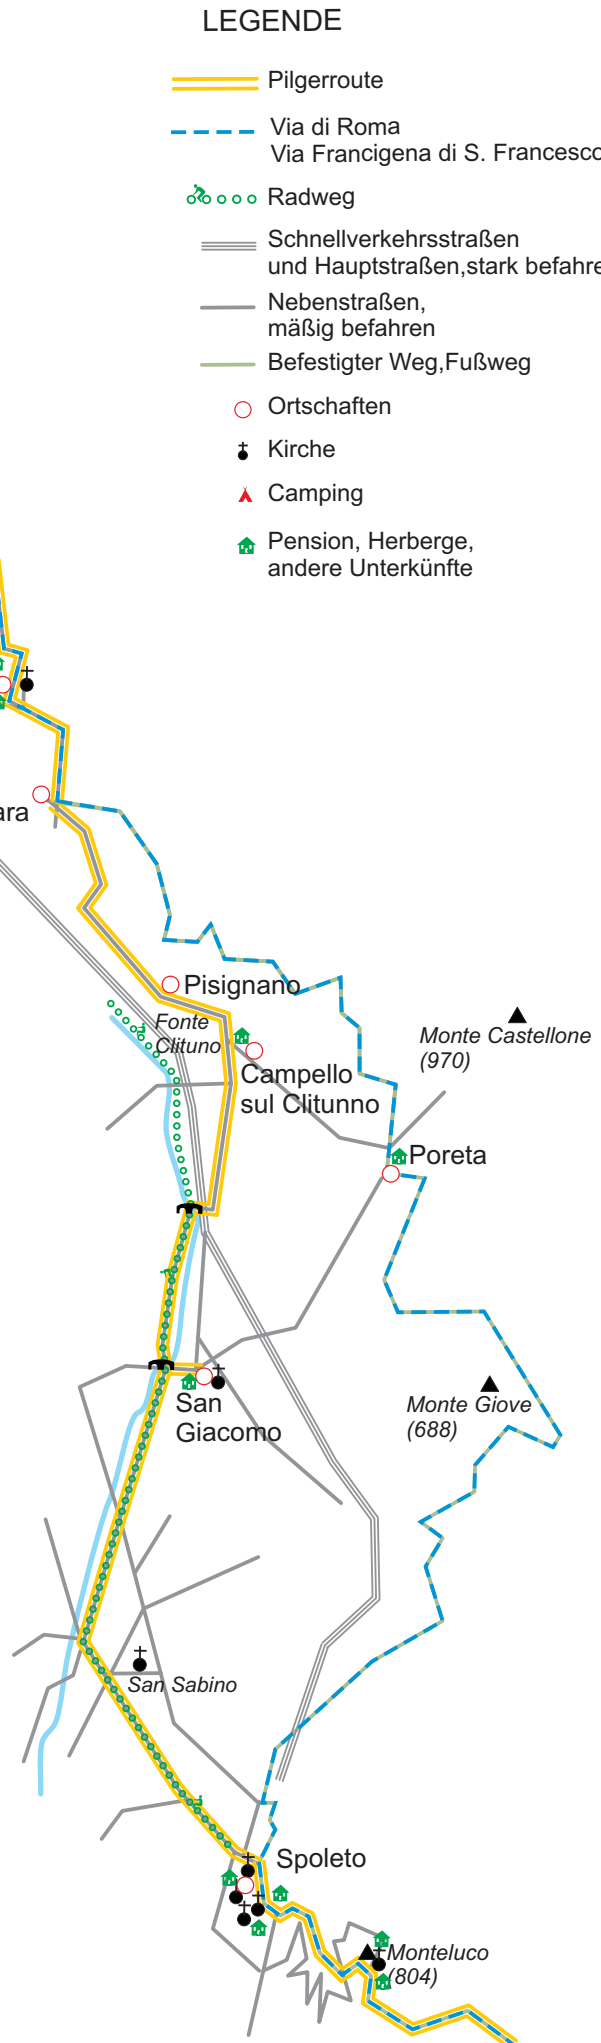 LEGENDE
Pilgerroute
Via di Roma
Via Francigena di S. Francesco
Radweg
Schnellverkehrsstraßen
und Hauptstraßen,stark befahre
Nebenstraßen,
mäßig befahren
Befestigter Weg,Fußweg
Ortschaften
Kirche
Camping
Pension, Herberge,
andere Unterkünfte
ara
Pisignano
Fonte
Clituno
Monte Castellone
(970)
Campello
sul Clitunno
Poreta
Monte Giove
(688)
San
Giacomo
San Sabino
Spoleto
Monteluco
(804)